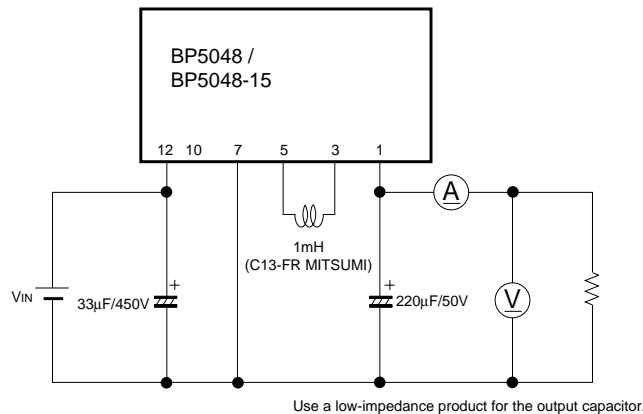 BP5048 /
BP5048-15
12 10 7 5 3 1
A
1mH
(C13-FR MITSUMI)
+
+
VIN
33µF/450V
220µF/50V
V
Use a low-impedance product for the output capacitor.